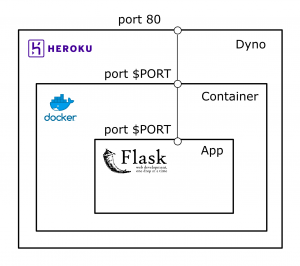 port 80
HEROKU
Dyno
port $PORT
Container
docker
port $PORT
App
Flask
web development,
one drop at a time